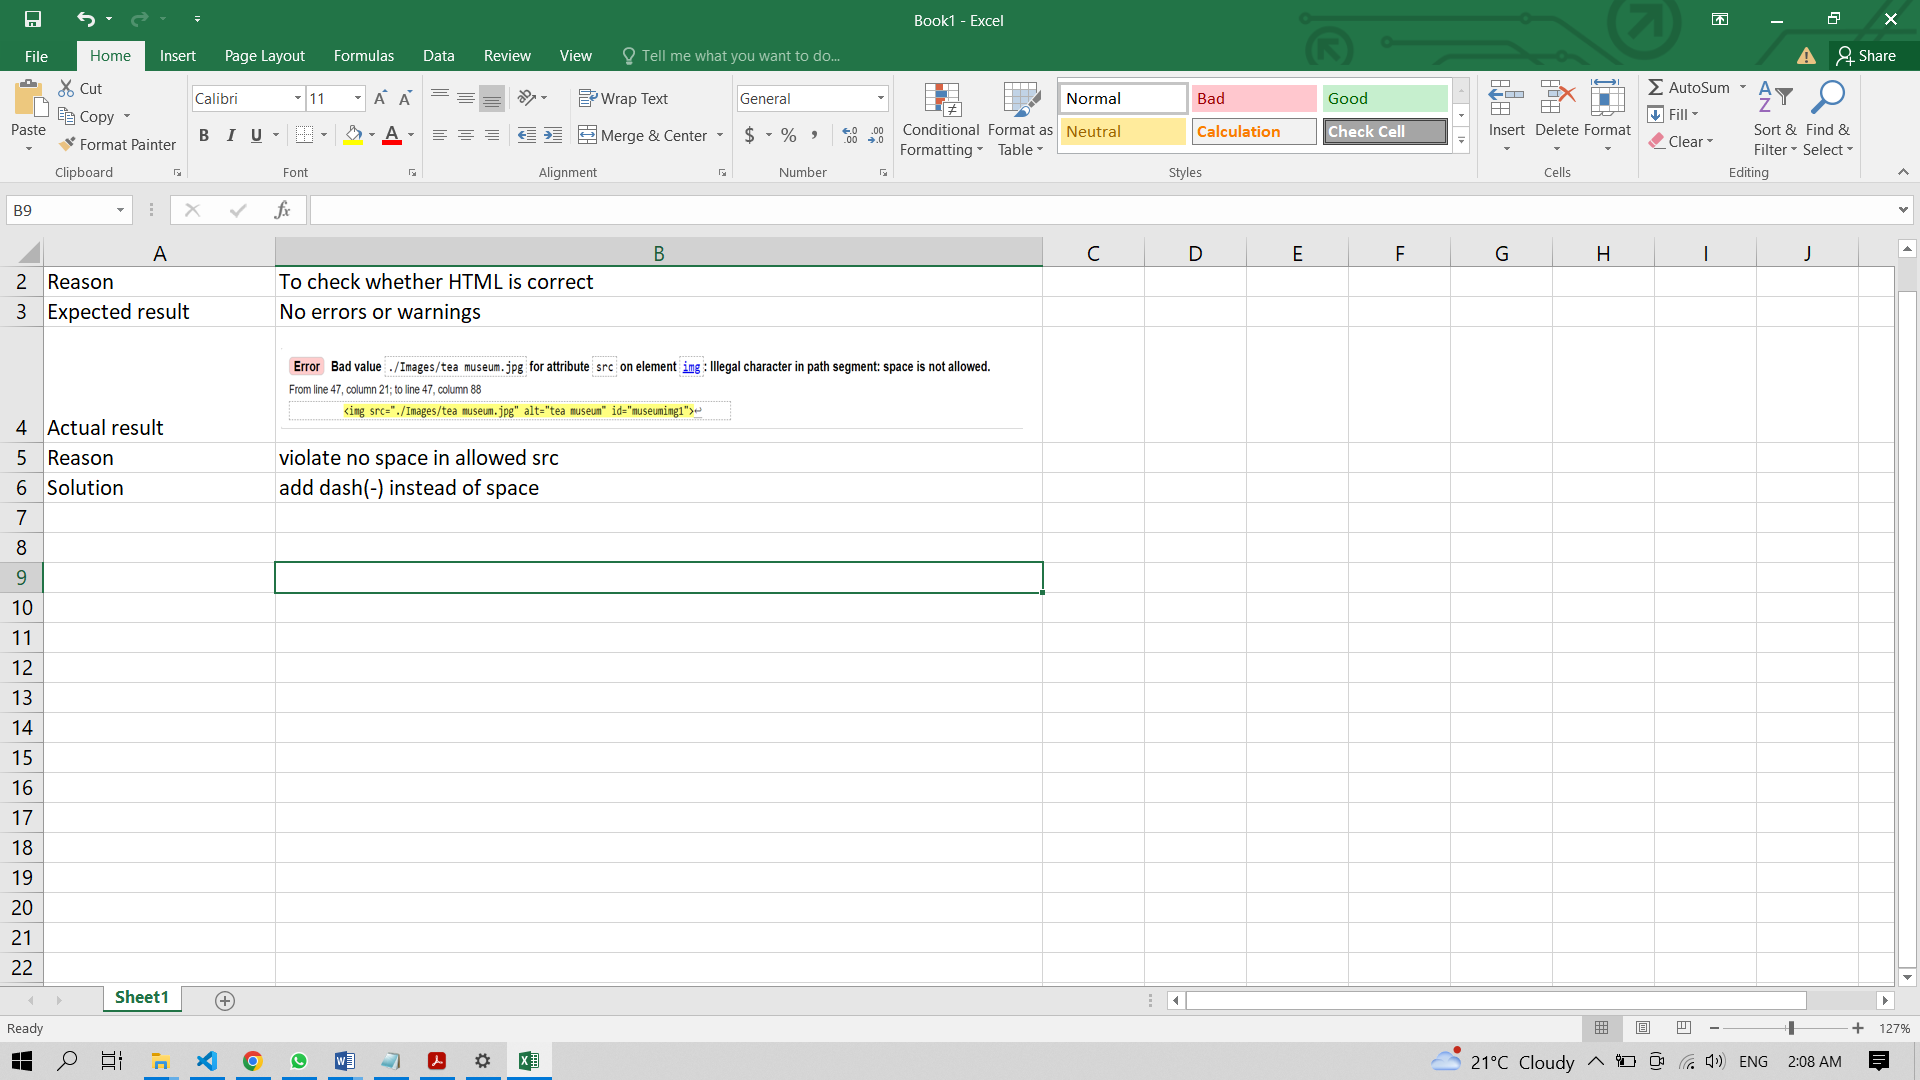 Book1 - Excel
File Home Insert Page Layout Formulas Data Review View Tell me what you want to do... Share
Paste
Cut
Copy
Format Painter
Clipboard
Calibri 11 A A
B I U A
Font
Wrap Text
Merge & Center
Alignment
General
$ % , .00 .00
Number
Conditional Formatting
Format as Table
Normal Bad Good
Neutral Calculation Check Cell
Styles
Insert Delete Format
Cells
AutoSum
Fill
Clear
Sort & Filter
Find & Select
Editing
B9 fx
A B C D E F G H I J
2 Reason To check whether HTML is correct
3 Expected result No errors or warnings
Error Bad value ./Images/tea museum.jpg for attribute src on element img: Illegal character in path segment: space is not allowed.
From line 47, column 21; to line 47, column 88
<img src="./Images/tea museum.jpg" alt="tea museum" id="museumimg1">↩
4 Actual result
5 Reason violate no space in allowed src
6 Solution add dash(-) instead of space
7
8
9
10
11
12
13
14
15
16
17
18
19
20
21
22
Sheet1
Ready 127%
21°C Cloudy ENG 2:08 AM